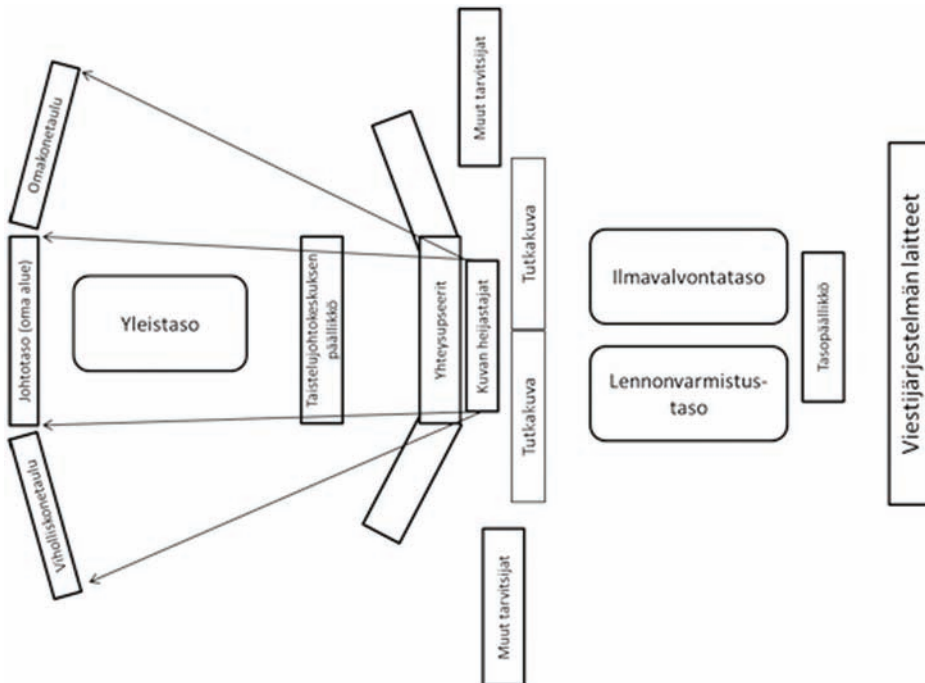 Omakonetaulu
Johtotaso (oma alue)
Vihollliskonetaulu
Yleistaso
Taistelujohtokeskuksen
päällikkö
Yhteysupseerit
Kuvan heijastajat
Muut tarvitsijat
Muut tarvitsijat
Tutkakuva
Tutkakuva
Ilmavalvontataso
Lennonvarmistus-
taso
Tasopäällikkö
Viestijärjestelmän laitteet